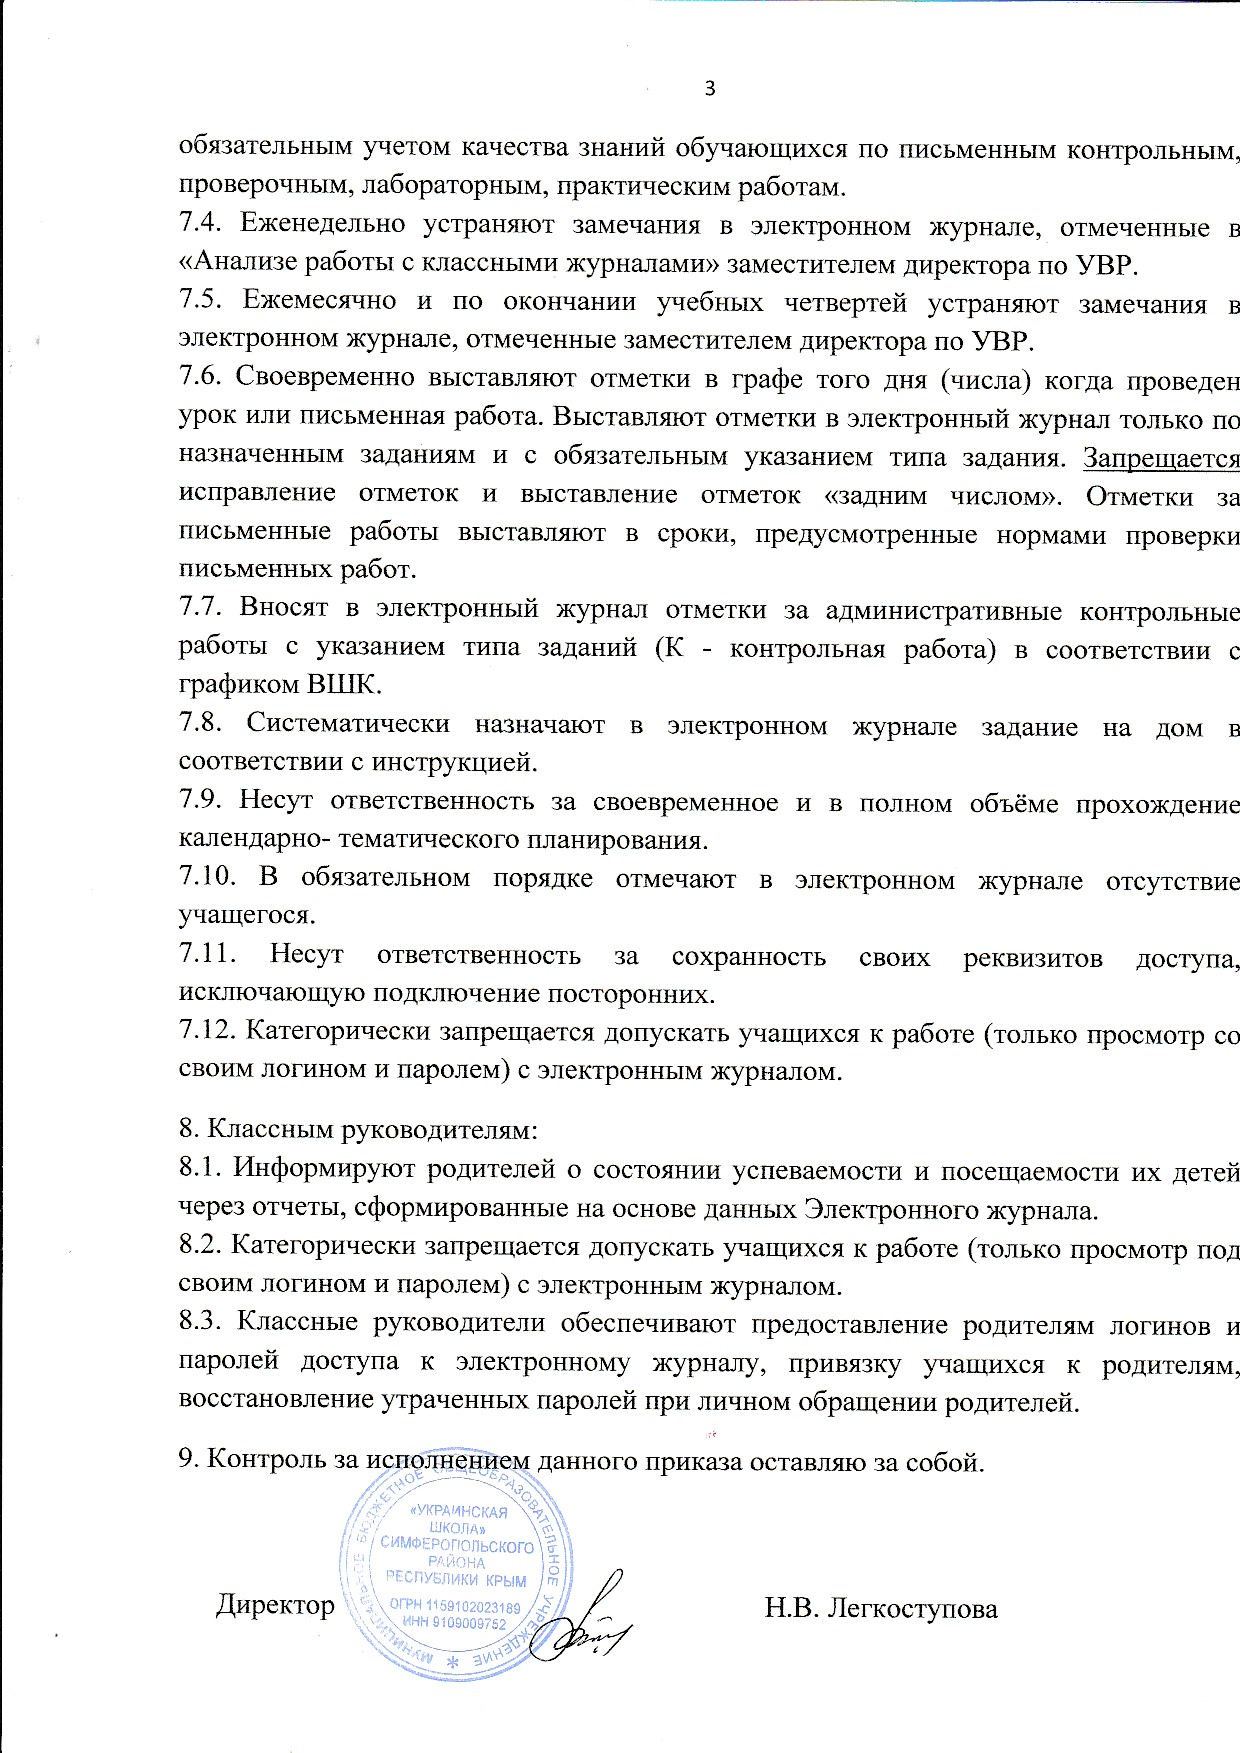 3
обязательным учетом качества знаний обучающихся по письменным контрольным,
проверочным, лабораторным, практическим работам.
7.4. Еженедельно устраняют замечания в электронном журнале, отмеченные в
«Анализе работы с классными журналами» заместителем директора по УВР.
7.5. Ежемесячно и по окончании учебных четвертей устраняют замечания в
электронном журнале, отмеченные заместителем директора по УВР.
7.6. Своевременно выставляют отметки в графе того дня (числа) когда проведен
урок или письменная работа. Выставляют отметки в электронный журнал только по
назначенным заданиям и с обязательным указанием типа задания. Запрещается
исправление отметок и выставление отметок «задним числом». Отметки за
письменные работы выставляют в сроки, предусмотренные нормами проверки
письменных работ.
7.7. Вносят в электронный журнал отметки за административные контрольные
работы с указанием типа заданий (К - контрольная работа) в соответствии с
графиком ВШК.
7.8. Систематически назначают в электронном журнале задание на дом в
соответствии с инструкцией.
7.9. Несут ответственность за своевременное и в полном объёме прохождение
календарно- тематического планирования.
7.10. В обязательном порядке отмечают в электронном журнале отсутствие
учащегося.
7.11. Несут ответственность за сохранность своих реквизитов доступа,
исключающую подключение посторонних.
7.12. Категорически запрещается допускать учащихся к работе (только просмотр со
своим логином и паролем) с электронным журналом.
8. Классным руководителям:
8.1. Информируют родителей о состоянии успеваемости и посещаемости их детей
через отчеты, сформированные на основе данных Электронного журнала.
8.2. Категорически запрещается допускать учащихся к работе (только просмотр под
своим логином и паролем) с электронным журналом.
8.3. Классные руководители обеспечивают предоставление родителям логинов и
паролей доступа к электронному журналу, привязку учащихся к родителям,
восстановление утраченных паролей при личном обращении родителей.
9. Контроль за исполнением данного приказа оставляю за собой.
МУНИЦИПАЛЬНОЕ БЮДЖЕТНОЕ ОБЩЕОБРАЗОВАТЕЛЬНОЕ УЧРЕЖДЕНИЕ *
«УКРАИНСКАЯ
ШКОЛА»
СИМФЕРОПОЛЬСКОГО
РАЙОНА
РЕСПУБЛИКИ КРЫМ
ОГРН 1159102023189
ИНН 9109009752
Директор Н.В. Легкоступова